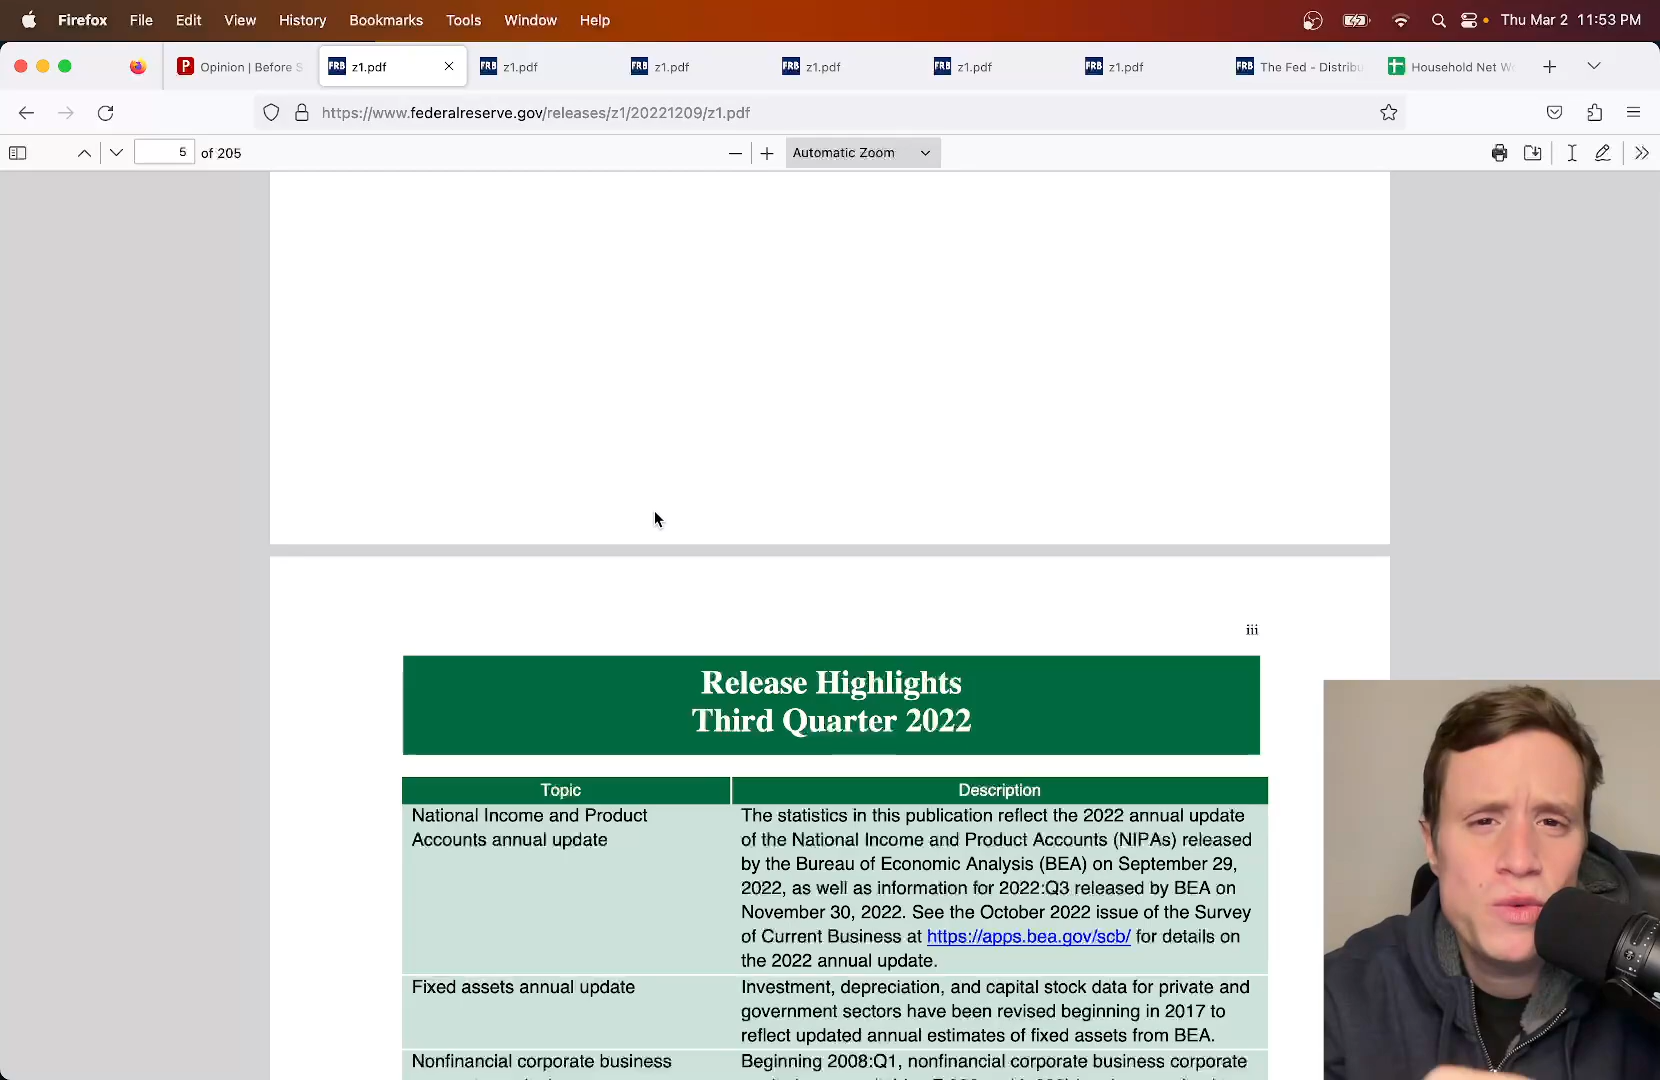 Firefox File Edit View History Bookmarks Tools Window Help Thu Mar 2 11:53 PM
Opinion | Before S z1.pdf z1.pdf z1.pdf z1.pdf z1.pdf z1.pdf The Fed - Distribu Household Net W
https://www.federalreserve.gov/releases/z1/20221209/z1.pdf
5 of 205 Automatic Zoom
iii
Release Highlights
Third Quarter 2022
Topic Description
National Income and Product
Accounts annual update
The statistics in this publication reflect the 2022 annual update
of the National Income and Product Accounts (NIPAs) released
by the Bureau of Economic Analysis (BEA) on September 29,
2022, as well as information for 2022:Q3 released by BEA on
November 30, 2022. See the October 2022 issue of the Survey
of Current Business at https://apps.bea.gov/scb/ for details on
the 2022 annual update.
Fixed assets annual update
Investment, depreciation, and capital stock data for private and
government sectors have been revised beginning in 2017 to
reflect updated annual estimates of fixed assets from BEA.
Nonfinancial corporate business
Beginning 2008:Q1, nonfinancial corporate business corporate